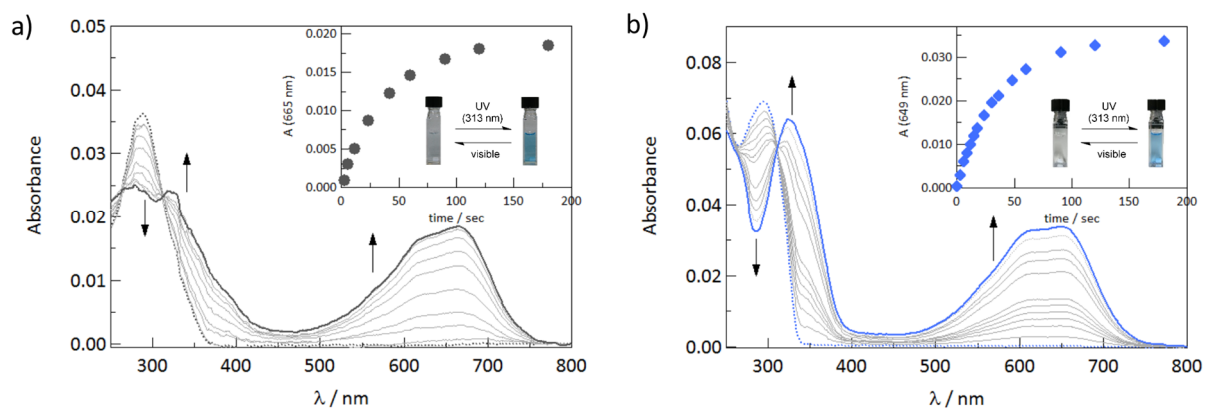 a)
0.05
0.04
0.03
0.02
0.01
0.00
Absorbance
300
400
500
600
700
800
λ / nm
0.020
0.015
0.010
0.005
0.000
A (665 nm)
0
50
100
150
200
time / sec
UV
(313 nm)
visible
b)
0.08
0.06
0.04
0.02
0.00
Absorbance
300
400
500
600
700
800
λ / nm
0.030
0.020
0.010
0.000
A (649 nm)
0
50
100
150
200
time / sec
UV
(313 nm)
visible